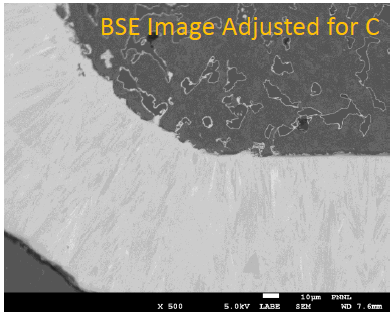 BSE Image Adjusted for C
10µm PNNL
X 500 5.0kV LABE SEM WD 7.6mm